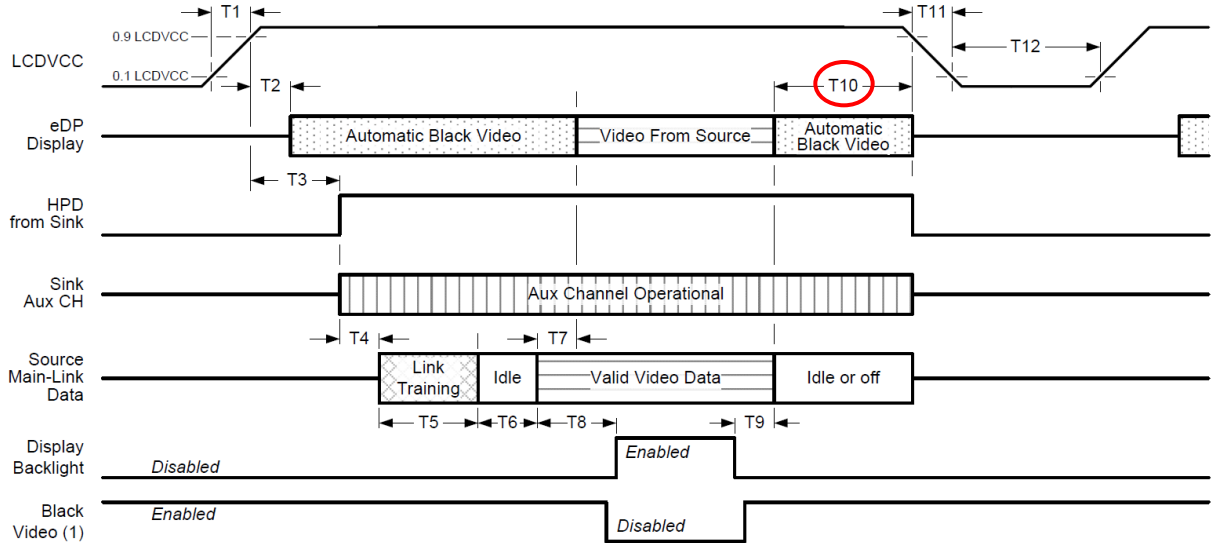 T1
T11
0.9 LCDVCC
T12
LCDVCC
0.1 LCDVCC
T2
T10
eDP
Display
Automatic Black Video
Video From Source
Automatic
Black Video
T3
HPD
from Sink
Sink
Aux CH
Aux Channel Operational
T4
T7
Source
Main-Link
Data
Link
Training
Idle
Valid Video Data
Idle or off
T5
T6
T8
T9
Display
Backlight
Disabled
Enabled
Black
Video (1)
Enabled
Disabled